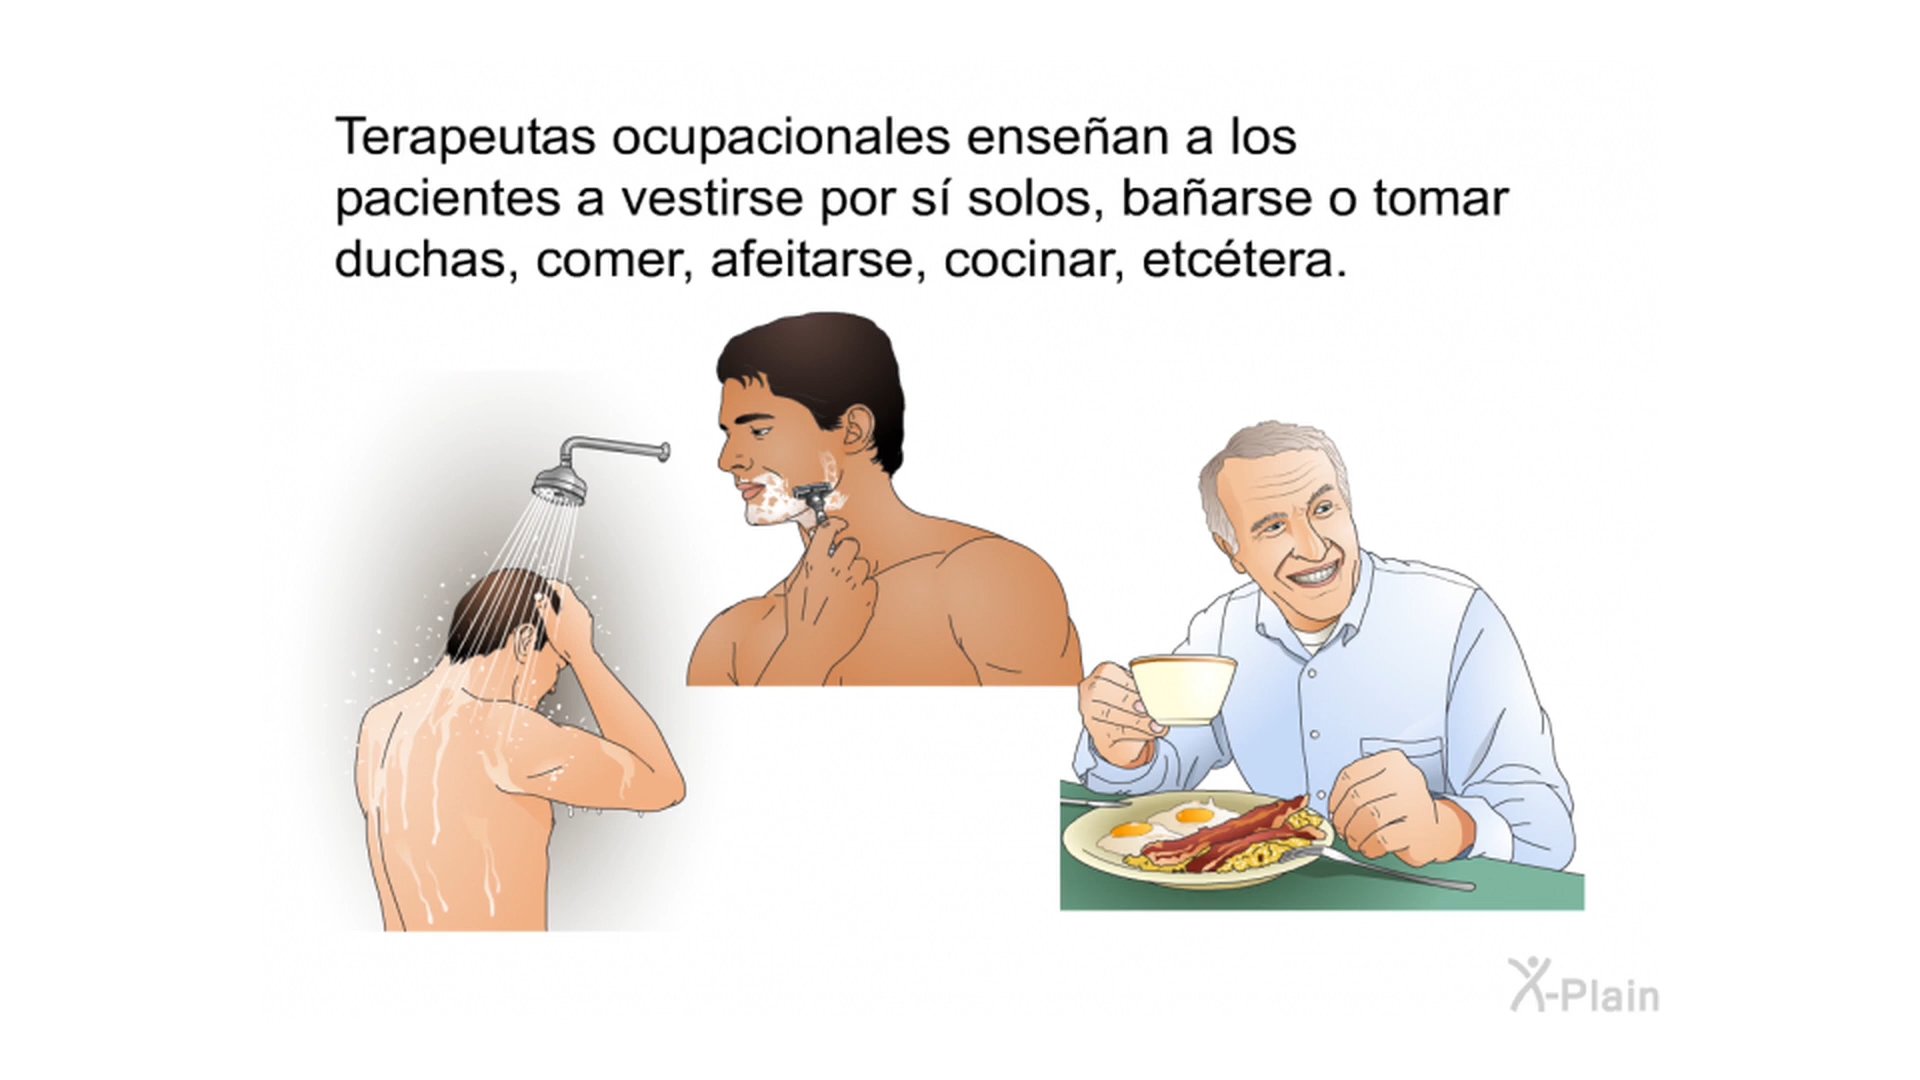 Terapeutas ocupacionales enseñan a los
pacientes a vestirse por sí solos, bañarse o tomar
duchas, comer, afeitarse, cocinar, etcétera.
X-Plain